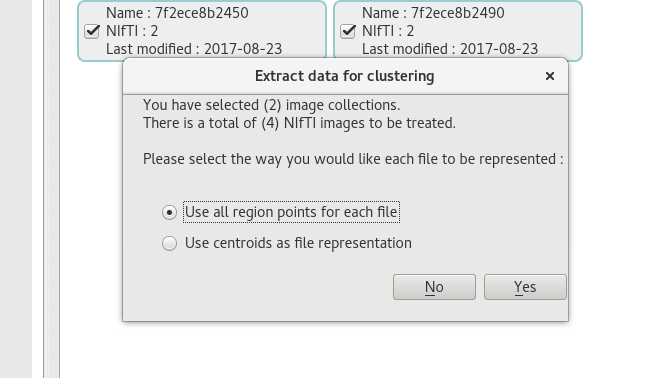 Name : 7f2ece8b2450
NIfTI : 2
Last modified : 2017-08-23
Name : 7f2ece8b2490
NIfTI : 2
Last modified : 2017-08-23
Extract data for clustering
You have selected (2) image collections.
There is a total of (4) NIfTI images to be treated.
Please select the way you would like each file to be represented :
Use all region points for each file
Use centroids as file representation
No
Yes